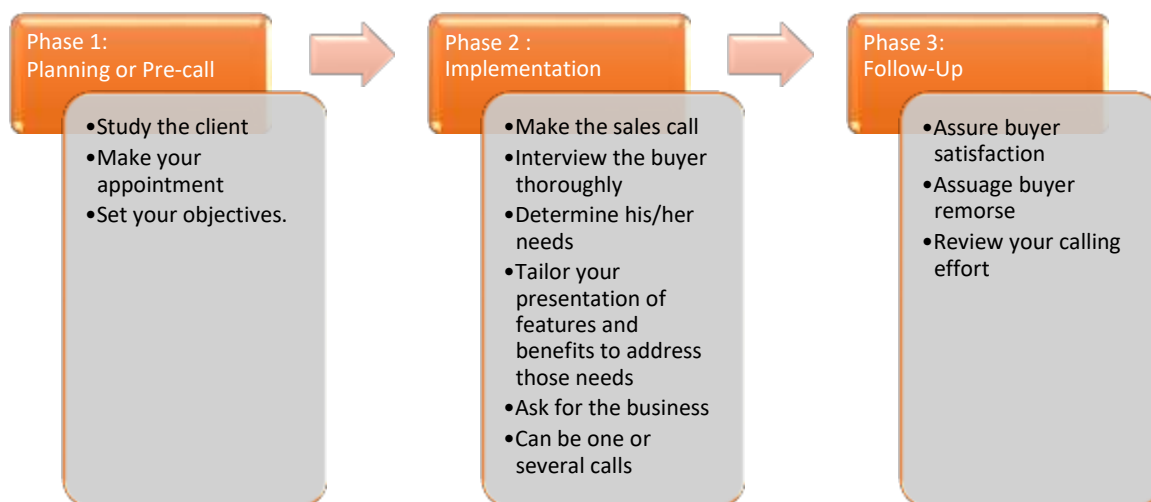 Phase 1:
Planning or Pre-call
•Study the client
•Make your
appointment
•Set your objectives.
Phase 2 :
Implementation
•Make the sales call
•Interview the buyer
thoroughly
•Determine his/her
needs
•Tailor your
presentation of
features and
benefits to address
those needs
•Ask for the business
•Can be one or
several calls
Phase 3:
Follow-Up
•Assure buyer
satisfaction
•Assuage buyer
remorse
•Review your calling
effort